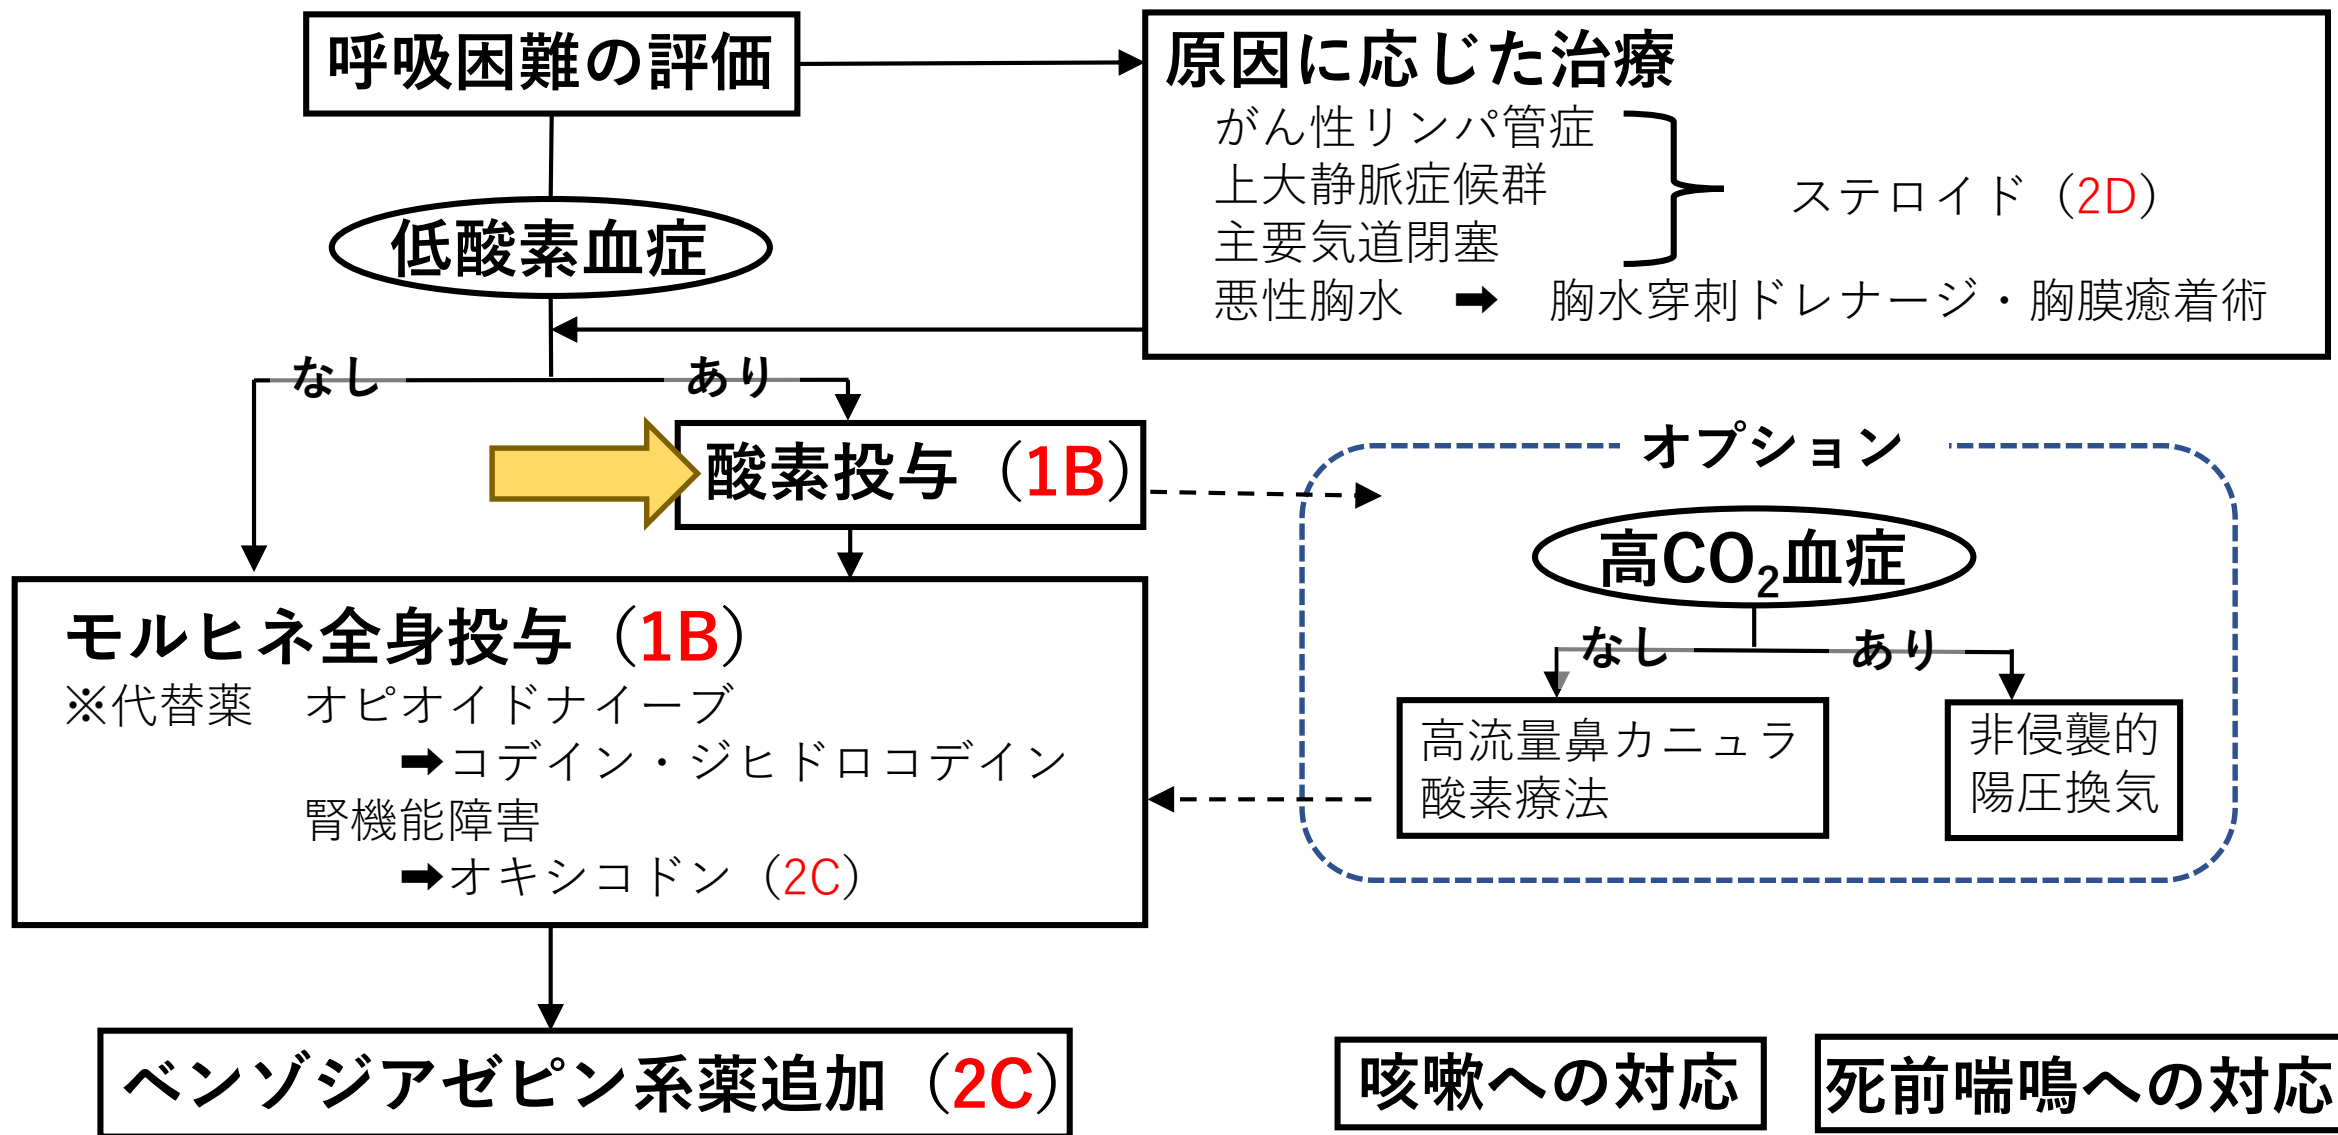 呼吸困難の評価
原因に応じた治療
がん性リンパ管症
上大静脈症候群
主要気道閉塞
ステロイド（2D）
悪性胸水 ➡ 胸水穿刺ドレナージ・胸膜癒着術
低酸素血症
なし
あり
酸素投与（1B）
オプション
高CO₂血症
なし
あり
高流量鼻カニュラ
酸素療法
非侵襲的
陽圧換気
モルヒネ全身投与（1B）
※代替薬 オピオイドナイーブ
➡コデイン・ジヒドロコデイン
腎機能障害
➡オキシコドン（2C）
ベンゾジアゼピン系薬追加（2C）
咳嗽への対応
死前喘鳴への対応